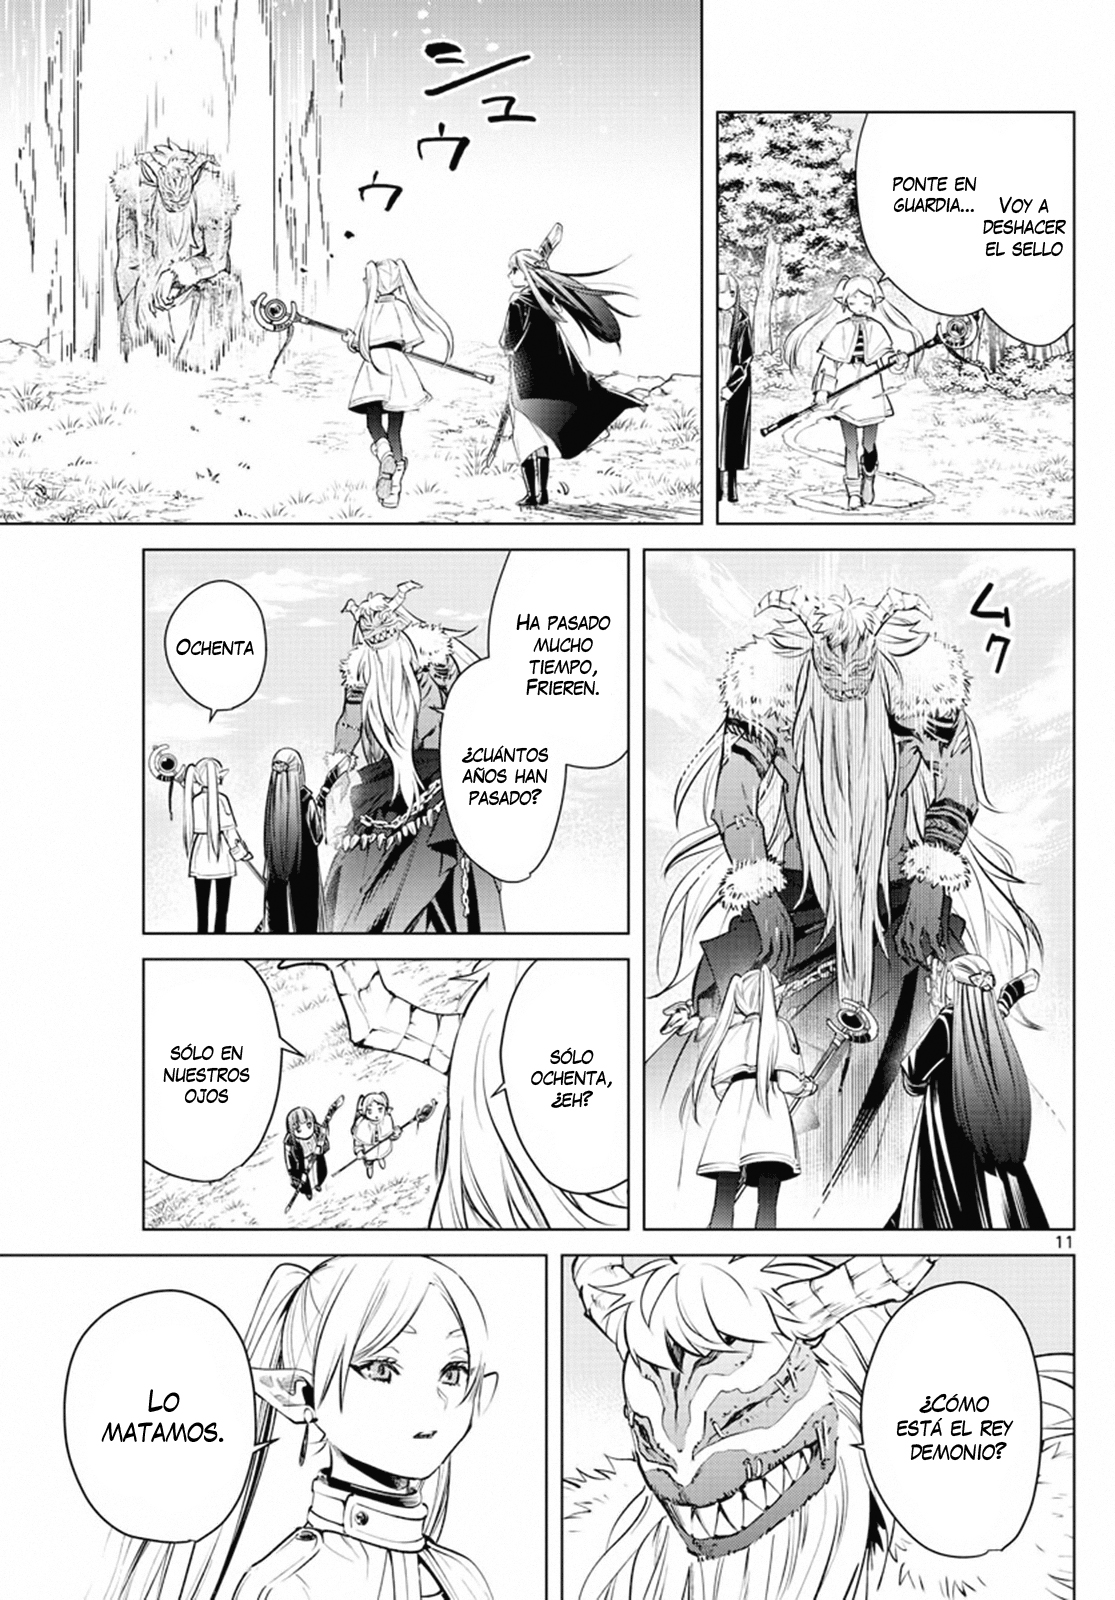 PONTE EN
GUARDIA...
VOY A
DESHACER
EL SELLO
シュウゥ
ムク
HA PASADO
MUCHO
TIEMPO,
FRIEREN.
¿CUÁNTOS
AÑOS HAN
PASADO?
OCHENTA
SÓLO
OCHENTA,
¿EH?
SÓLO EN
NUESTROS
OJOS
11
¿CÓMO
ESTÁ EL REY
DEMONIO?
LO
MATAMOS.